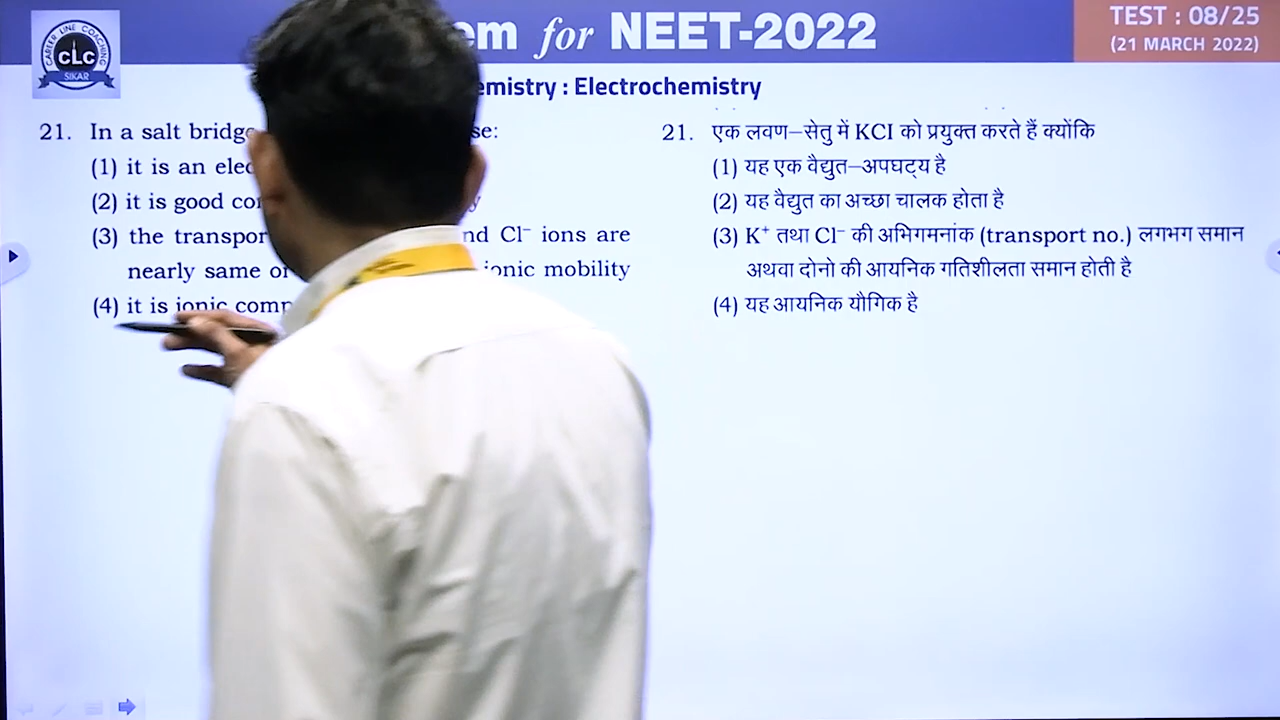 CAREER LINE COACHING
CLC
SIKAR
em for NEET-2022
TEST : 08/25
(21 MARCH 2022)
emistry : Electrochemistry
21. In a salt bridge se:
(1) it is an elec
(2) it is good con y
(3) the transpor nd Cl⁻ ions are
nearly same or ionic mobility
(4) it is ionic comp
21. एक लवण–सेतु में KCl को प्रयुक्त करते हैं क्योंकि
(1) यह एक वैद्युत–अपघट्य है
(2) यह वैद्युत का अच्छा चालक होता है
(3) K⁺ तथा Cl⁻ की अभिगमनांक (transport no.) लगभग समान
अथवा दोनो की आयनिक गतिशीलता समान होती है
(4) यह आयनिक यौगिक है